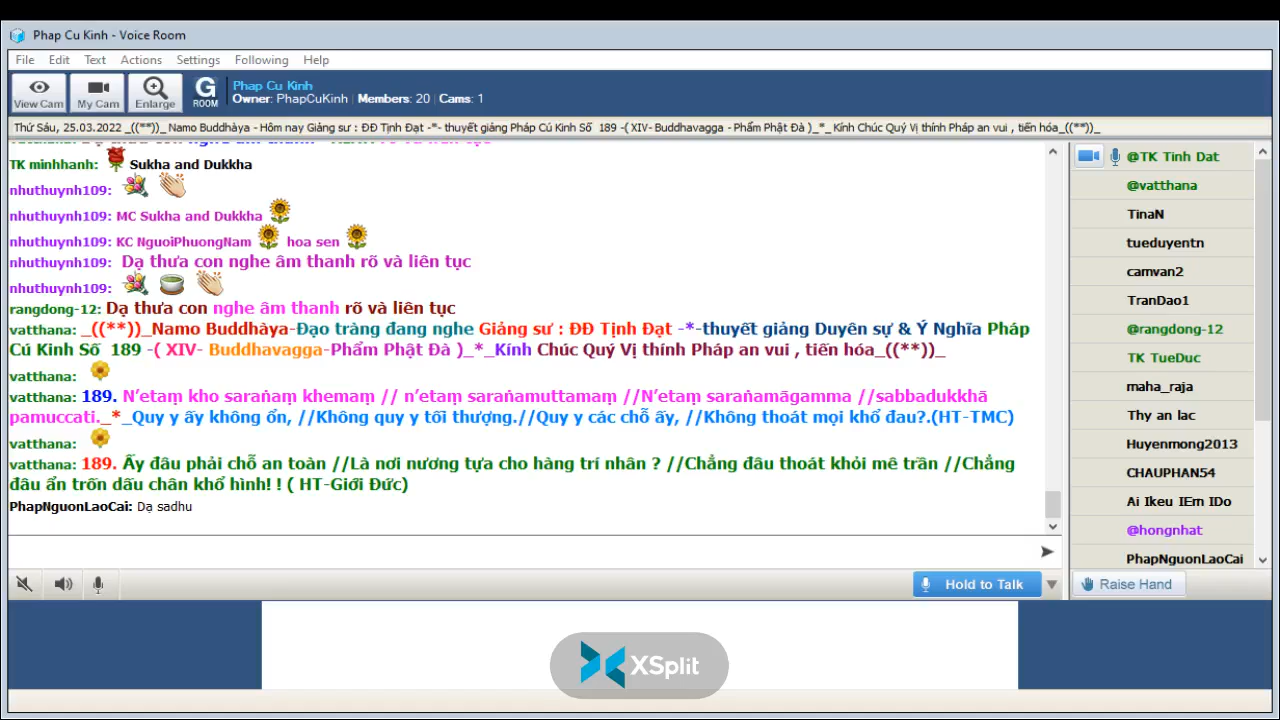 Phap Cu Kinh - Voice Room
File Edit Text Actions Settings Following Help
View Cam My Cam Enlarge G ROOM
Phap Cu Kinh
Owner: PhapCuKinh | Members: 20 | Cams: 1
Thứ Sáu, 25.03.2022 _((**))_ Namo Buddhàya - Hôm nay Giảng sư : ĐĐ Tịnh Đạt -*- thuyết giảng Pháp Cú Kinh Số 189 -( XIV- Buddhavagga - Phẩm Phật Đà )_*_ Kính Chúc Quý Vị thính Pháp an vui , tiến hóa_((**))_
TK minhhanh: Sukha and Dukkha
nhuthuynh109:
nhuthuynh109: MC Sukha and Dukkha
nhuthuynh109: KC NguoiPhuongNam hoa sen
nhuthuynh109: Dạ thưa con nghe âm thanh rõ và liên tục
nhuthuynh109:
rangdong-12: Dạ thưa con nghe âm thanh rõ và liên tục
vatthana: _((**))_Namo Buddhàya-Đạo tràng đang nghe Giảng sư : ĐĐ Tịnh Đạt -*-thuyết giảng Duyên sự & Ý Nghĩa Pháp
Cú Kinh Số 189 -( XIV- Buddhavagga-Phẩm Phật Đà )_*_Kính Chúc Quý Vị thính Pháp an vui , tiến hóa_((**))_
vatthana:
vatthana: 189. N’etaṃ kho saraṅaṃ khemaṃ // n’etaṃ saraṅamuttamaṃ //N’etaṃ saraṅamāgamma //sabbadukkhā
pamuccati._*_Quy y ấy không ổn, //Không quy y tối thượng.//Quy y các chỗ ấy, //Không thoát mọi khổ đau?.(HT-TMC)
vatthana:
vatthana: 189. Ấy đâu phải chỗ an toàn //Là nơi nương tựa cho hàng trí nhân ? //Chẳng đâu thoát khỏi mê trần //Chẳng
đâu ẩn trốn dấu chân khổ hình! ! ( HT-Giới Đức)
PhapNguonLaoCai: Dạ sadhu
@TK Tinh Dat
@vatthana
TinaN
tueduyentn
camvan2
TranDao1
@rangdong-12
TK TueDuc
maha_raja
Thy an lac
Huyenmong2013
CHAUPHAN54
Ai lkeu IEm IDo
@hongnhat
PhapNguonLaoCai
Hold to Talk
Raise Hand
XSplit